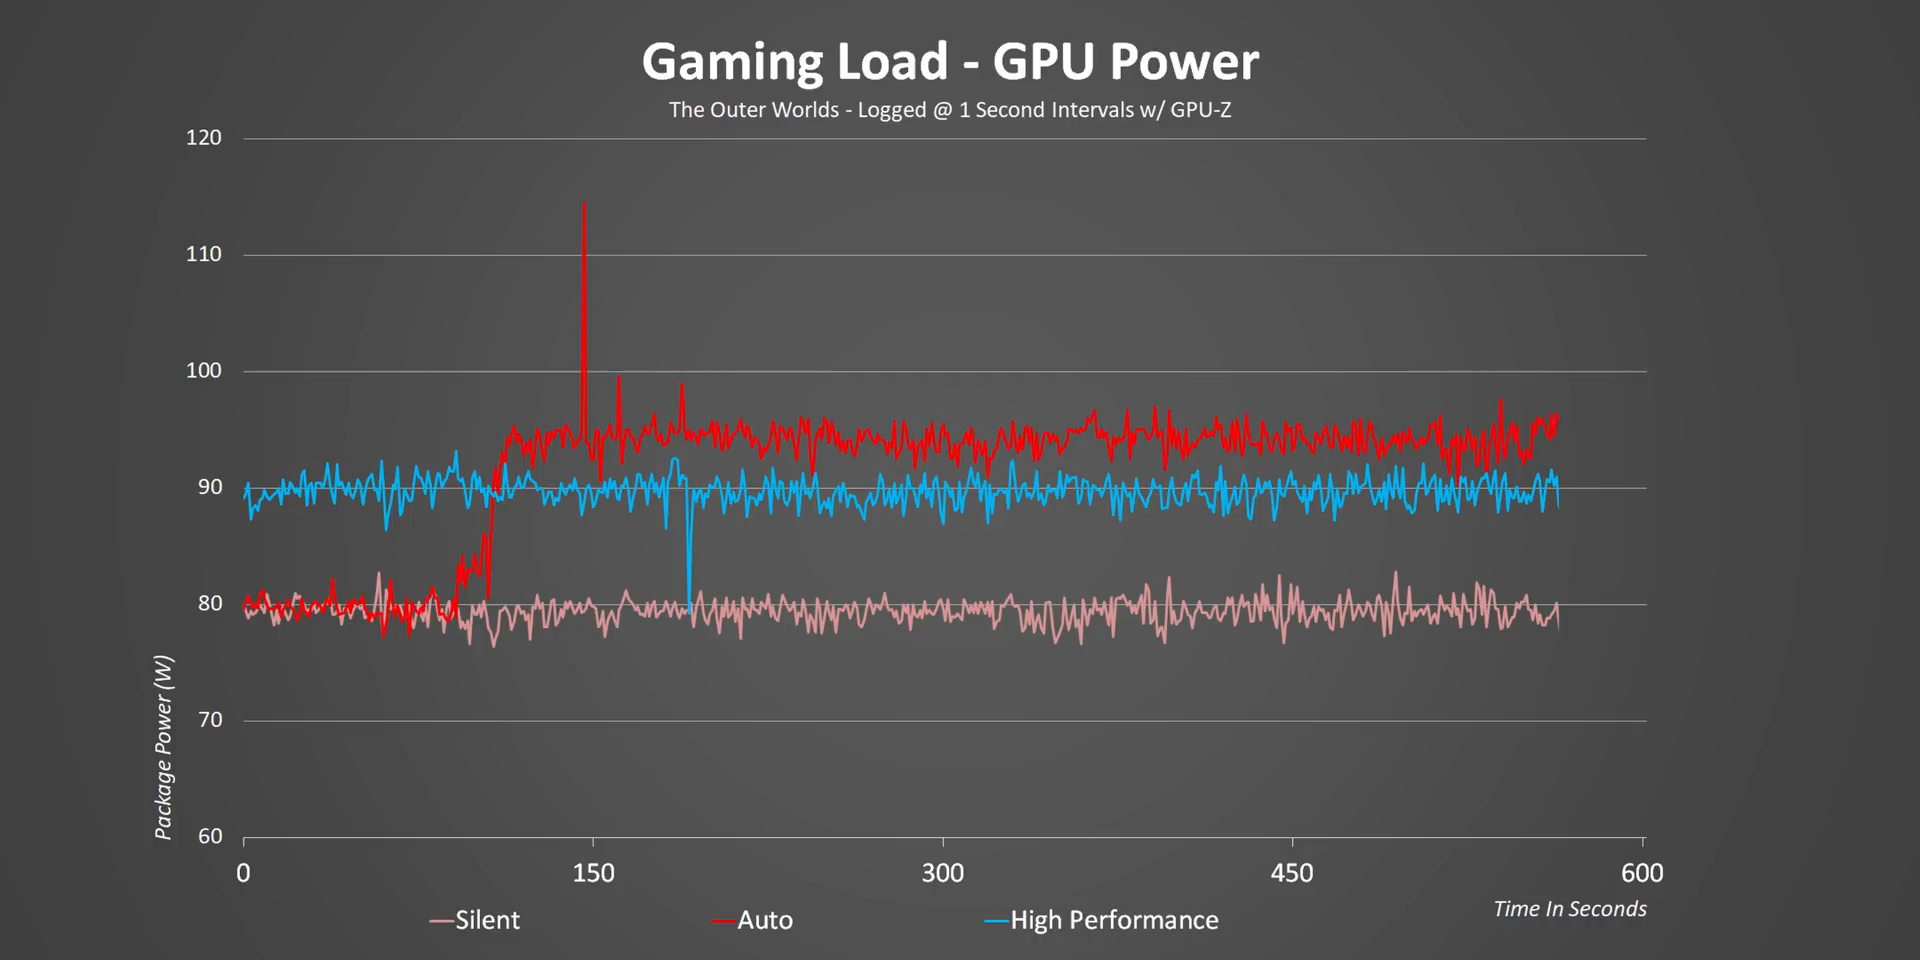 Gaming Load - GPU Power
The Outer Worlds - Logged @ 1 Second Intervals w/ GPU-Z
120
110
100
90
80
70
60
Package Power (W)
0 150 300 450 600
Time In Seconds
Silent Auto High Performance